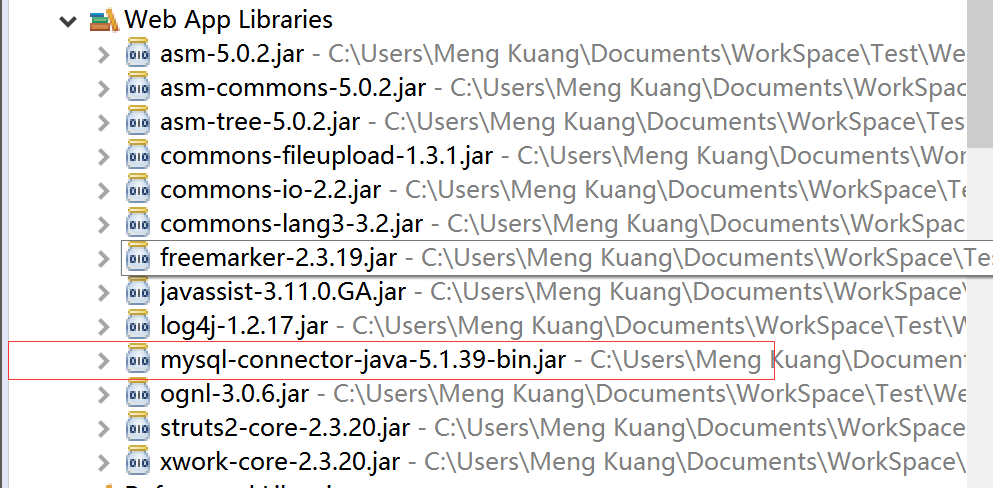 Web App Libraries
asm-5.0.2.jar - C:\Users\Meng Kuang\Documents\WorkSpace\Test\We
asm-commons-5.0.2.jar - C:\Users\Meng Kuang\Documents\WorkSpac
asm-tree-5.0.2.jar - C:\Users\Meng Kuang\Documents\WorkSpace\Tes
commons-fileupload-1.3.1.jar - C:\Users\Meng Kuang\Documents\Wor
commons-io-2.2.jar - C:\Users\Meng Kuang\Documents\WorkSpace\Te
commons-lang3-3.2.jar - C:\Users\Meng Kuang\Documents\WorkSpace
freemarker-2.3.19.jar - C:\Users\Meng Kuang\Documents\WorkSpace\Tes
javassist-3.11.0.GA.jar - C:\Users\Meng Kuang\Documents\WorkSpace\
log4j-1.2.17.jar - C:\Users\Meng Kuang\Documents\WorkSpace\Test\W
mysql-connector-java-5.1.39-bin.jar - C:\Users\Meng Kuang\Document
ognl-3.0.6.jar - C:\Users\Meng Kuang\Documents\WorkSpace\Test\We
struts2-core-2.3.20.jar - C:\Users\Meng Kuang\Documents\WorkSpace
xwork-core-2.3.20.jar - C:\Users\Meng Kuang\Documents\WorkSpace\